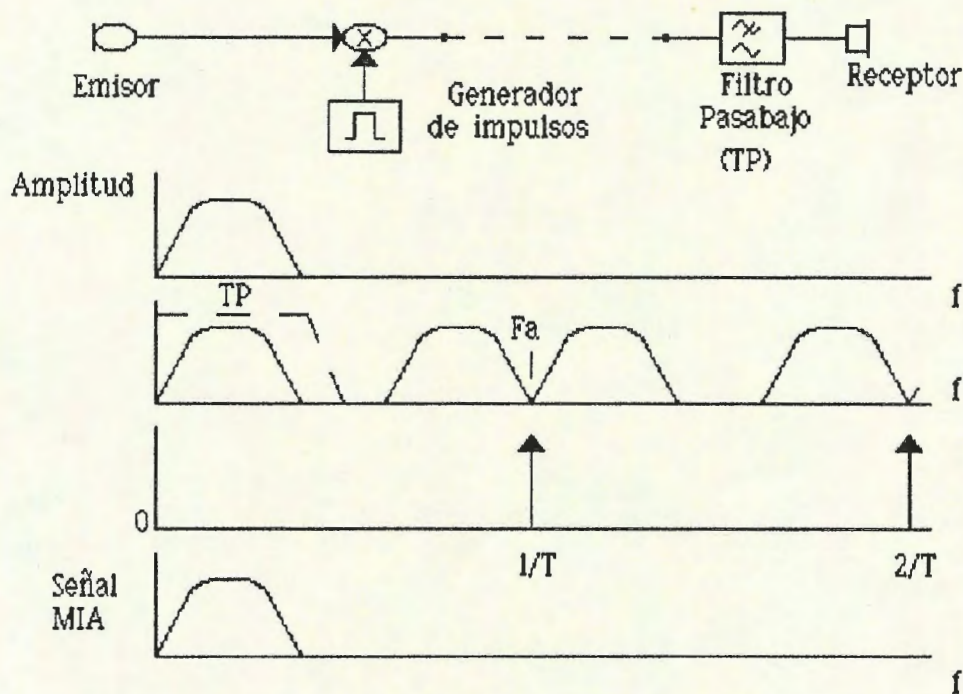 Emisor
Generador
de impulsos
Filtro
Pasabajo
(TP)
Receptor
Amplitud
f
TP
Fa
f
0
1/T
2/T
Señal
MIA
f